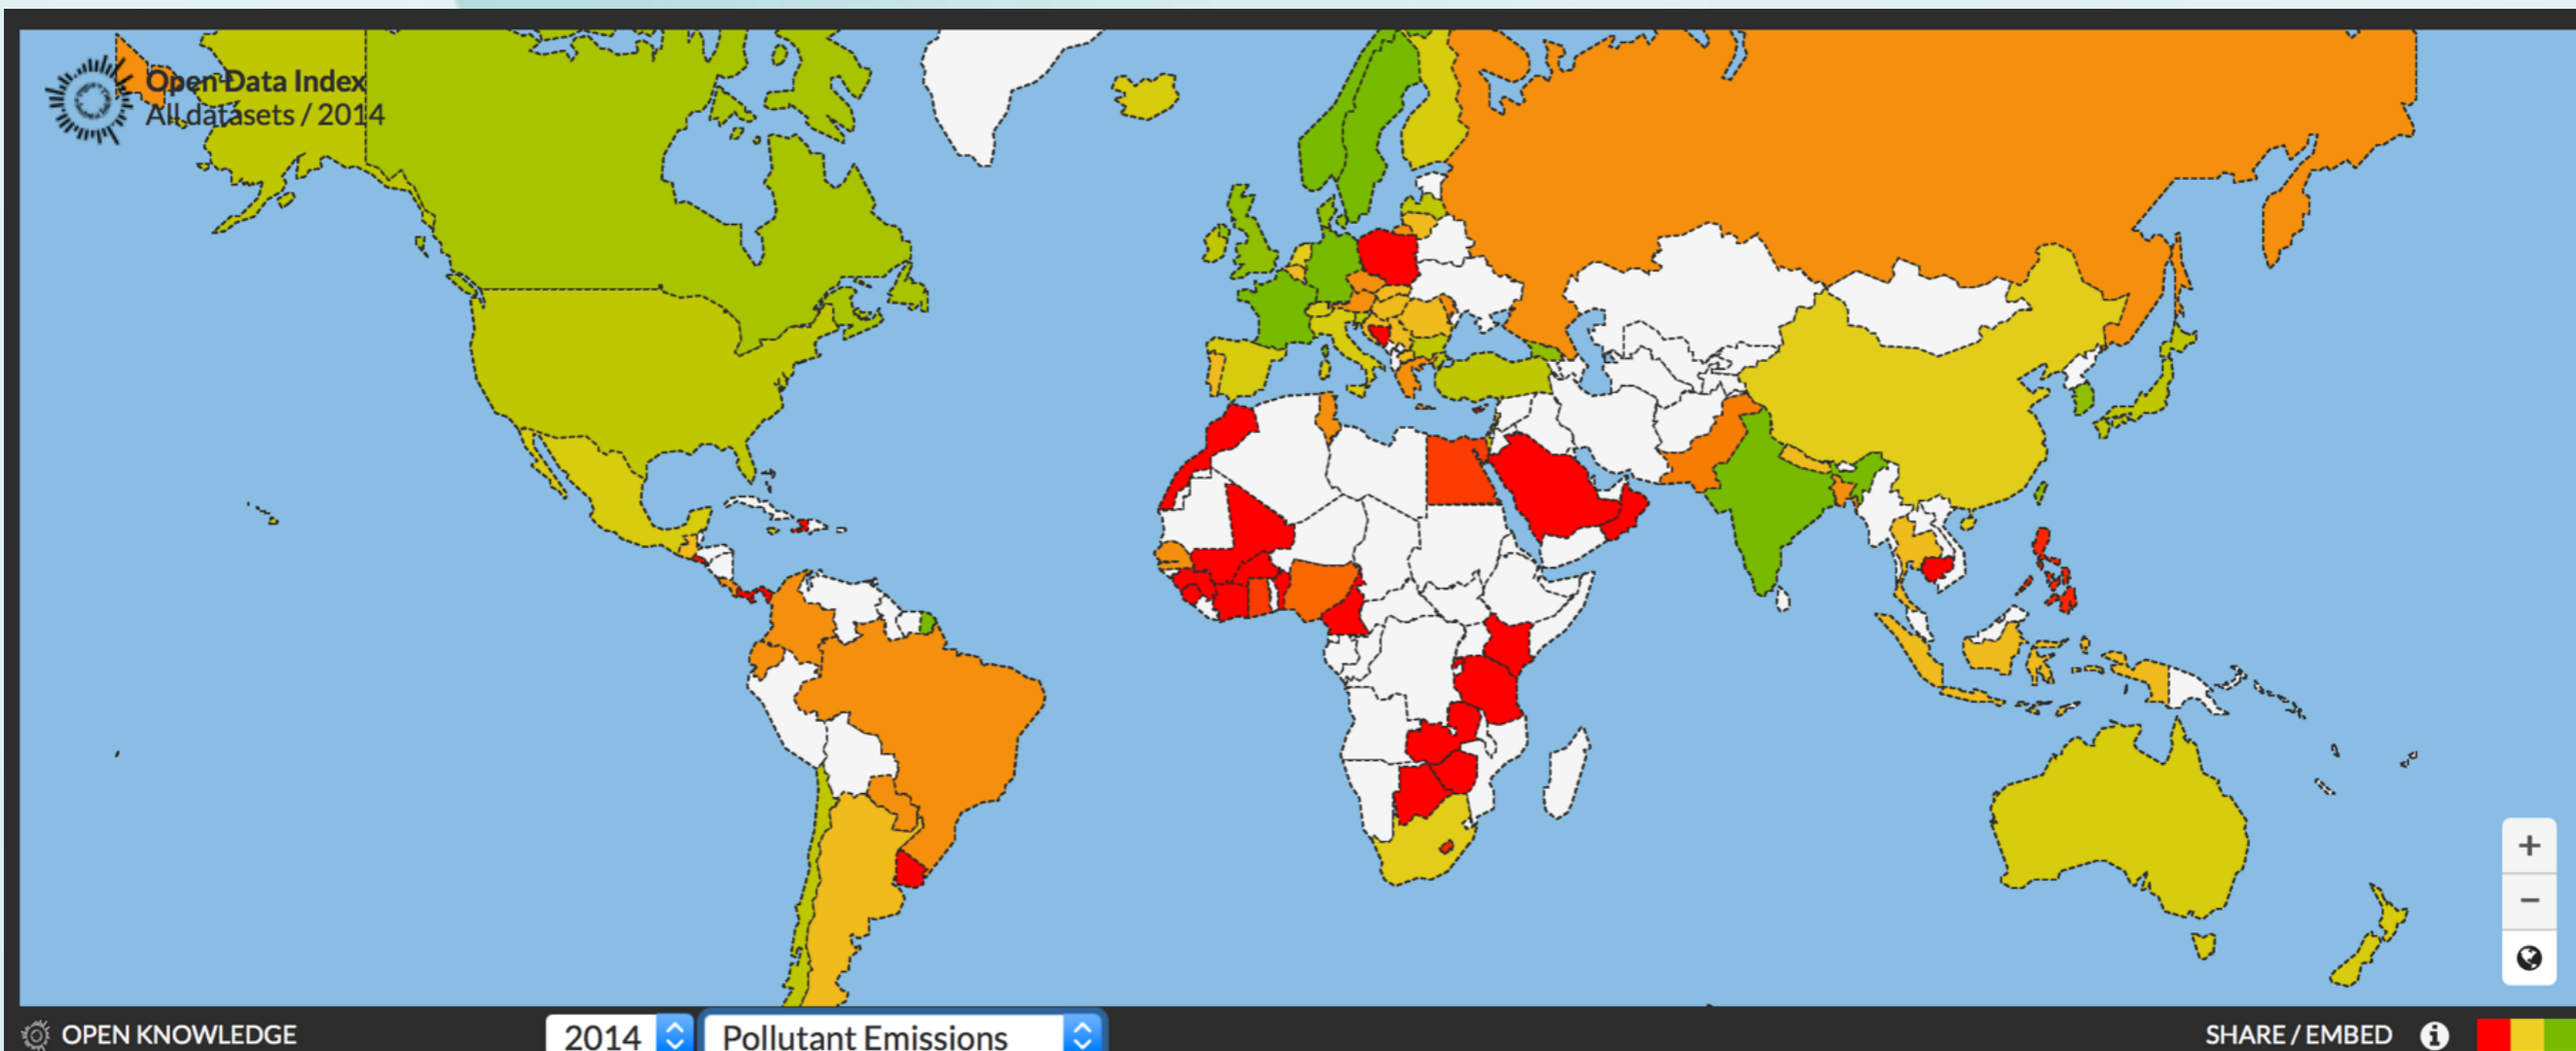 Open Data Index
All datasets / 2014
+
−
OPEN KNOWLEDGE
2014
Pollutant Emissions
SHARE / EMBED
i